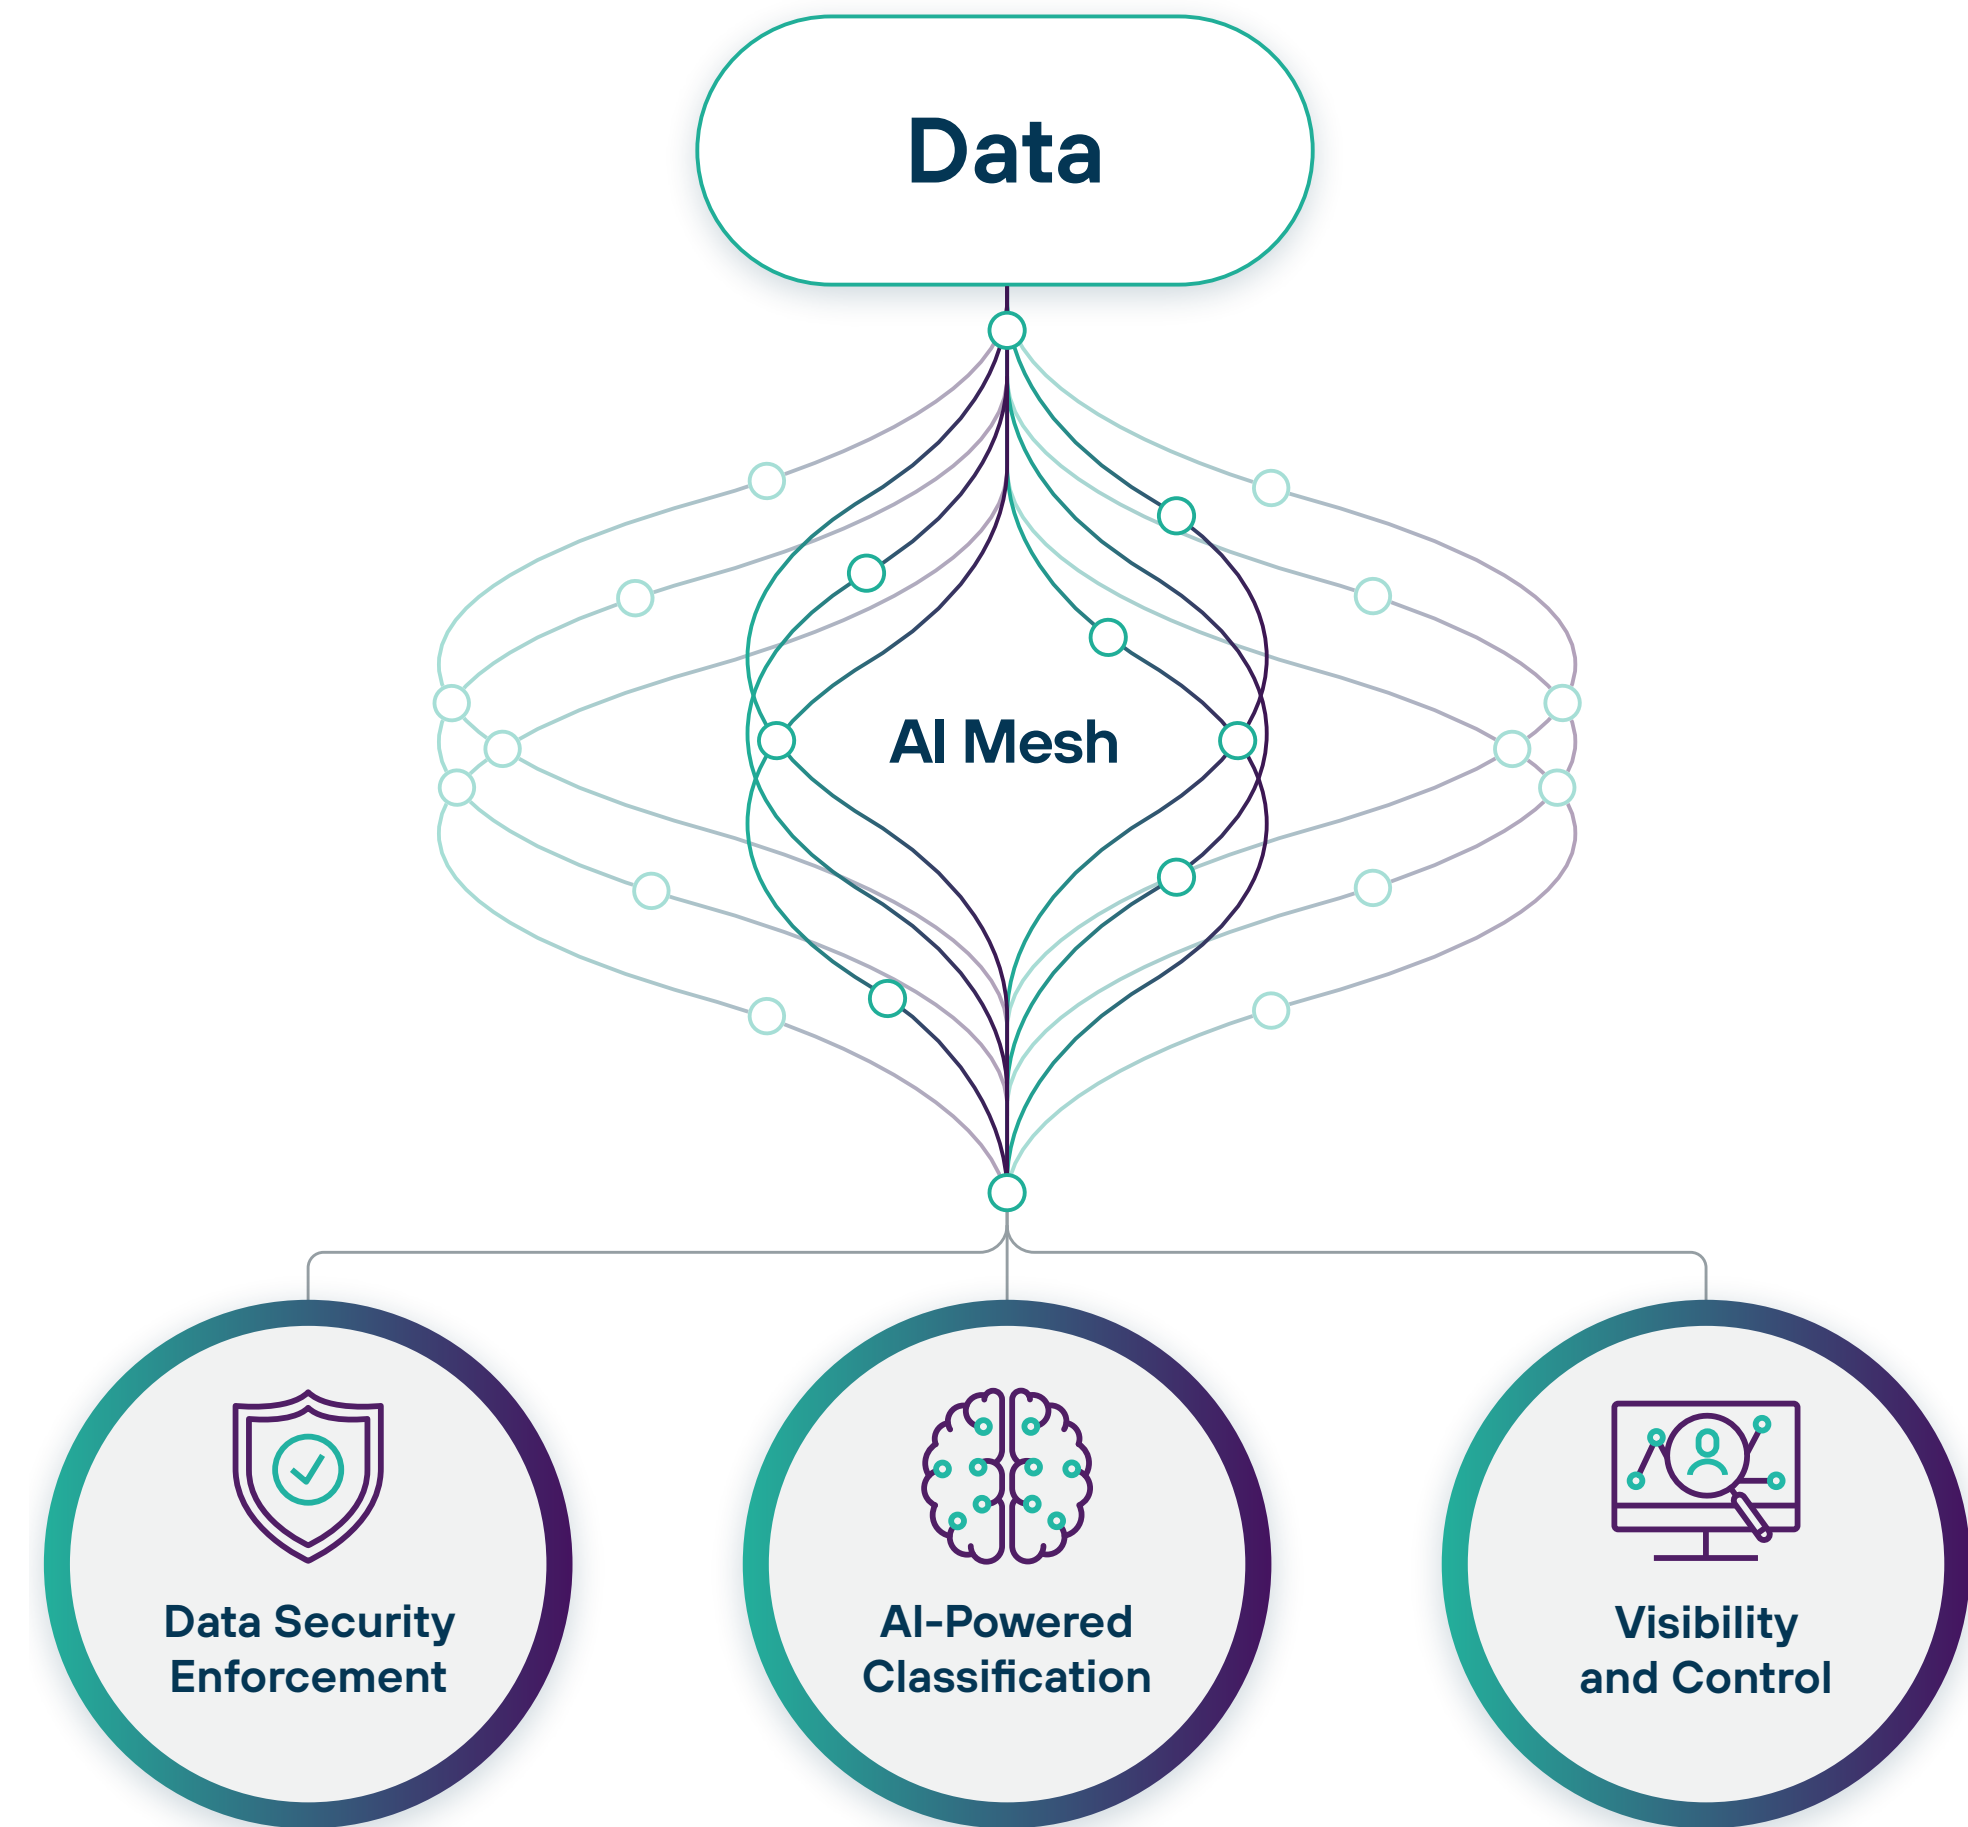 Data
AI Mesh
Data Security
Enforcement
AI-Powered
Classification
Visibility
and Control